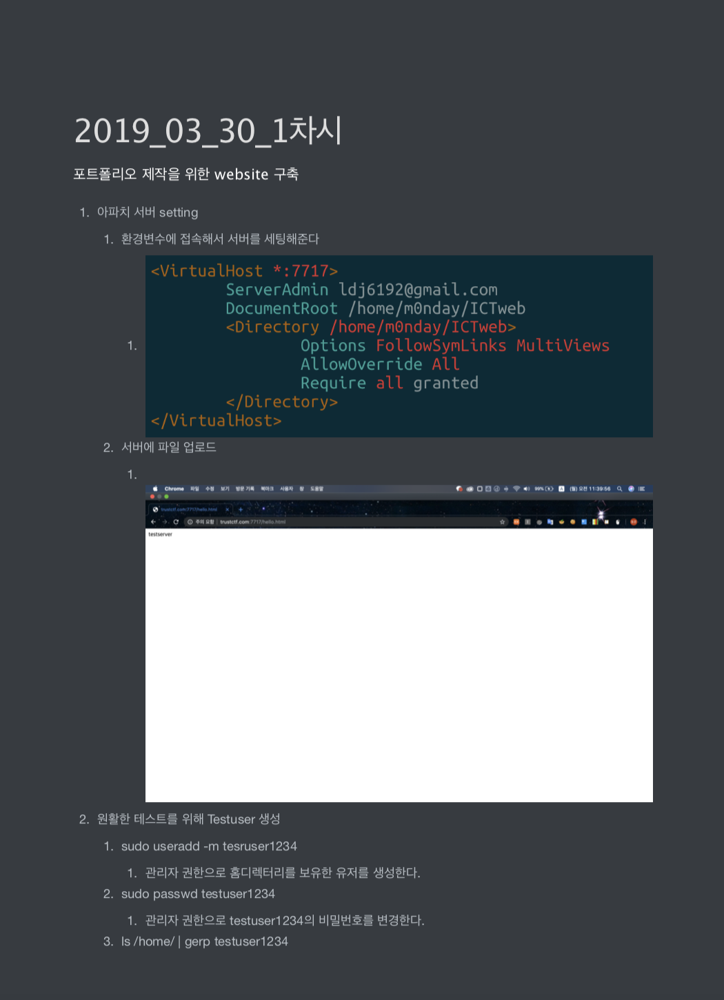 2019_03_30_1차시
포트폴리오 제작을 위한 website 구축
1. 아파치 서버 setting
1. 환경변수에 접속해서 서버를 세팅해준다
1.
<VirtualHost *:7717>
ServerAdmin ldj6192@gmail.com
DocumentRoot /home/m0nday/ICTweb
<Directory /home/m0nday/ICTweb>
Options FollowSymLinks MultiViews
AllowOverride All
Require all granted
</Directory>
</VirtualHost>
2. 서버에 파일 업로드
1.
Chrome 파일 수정 보기 방문 기록 북마크 사용자 창 도움말 99% (월) 오전 11:39:56
trustctf.com:7717/hello.html
주의 요함 | trustctf.com:7717/hello.html
testserver
2. 원활한 테스트를 위해 Testuser 생성
1. sudo useradd -m tesruser1234
1. 관리자 권한으로 홈디렉터리를 보유한 유저를 생성한다.
2. sudo passwd testuser1234
1. 관리자 권한으로 testuser1234의 비밀번호를 변경한다.
3. ls /home/ | gerp testuser1234